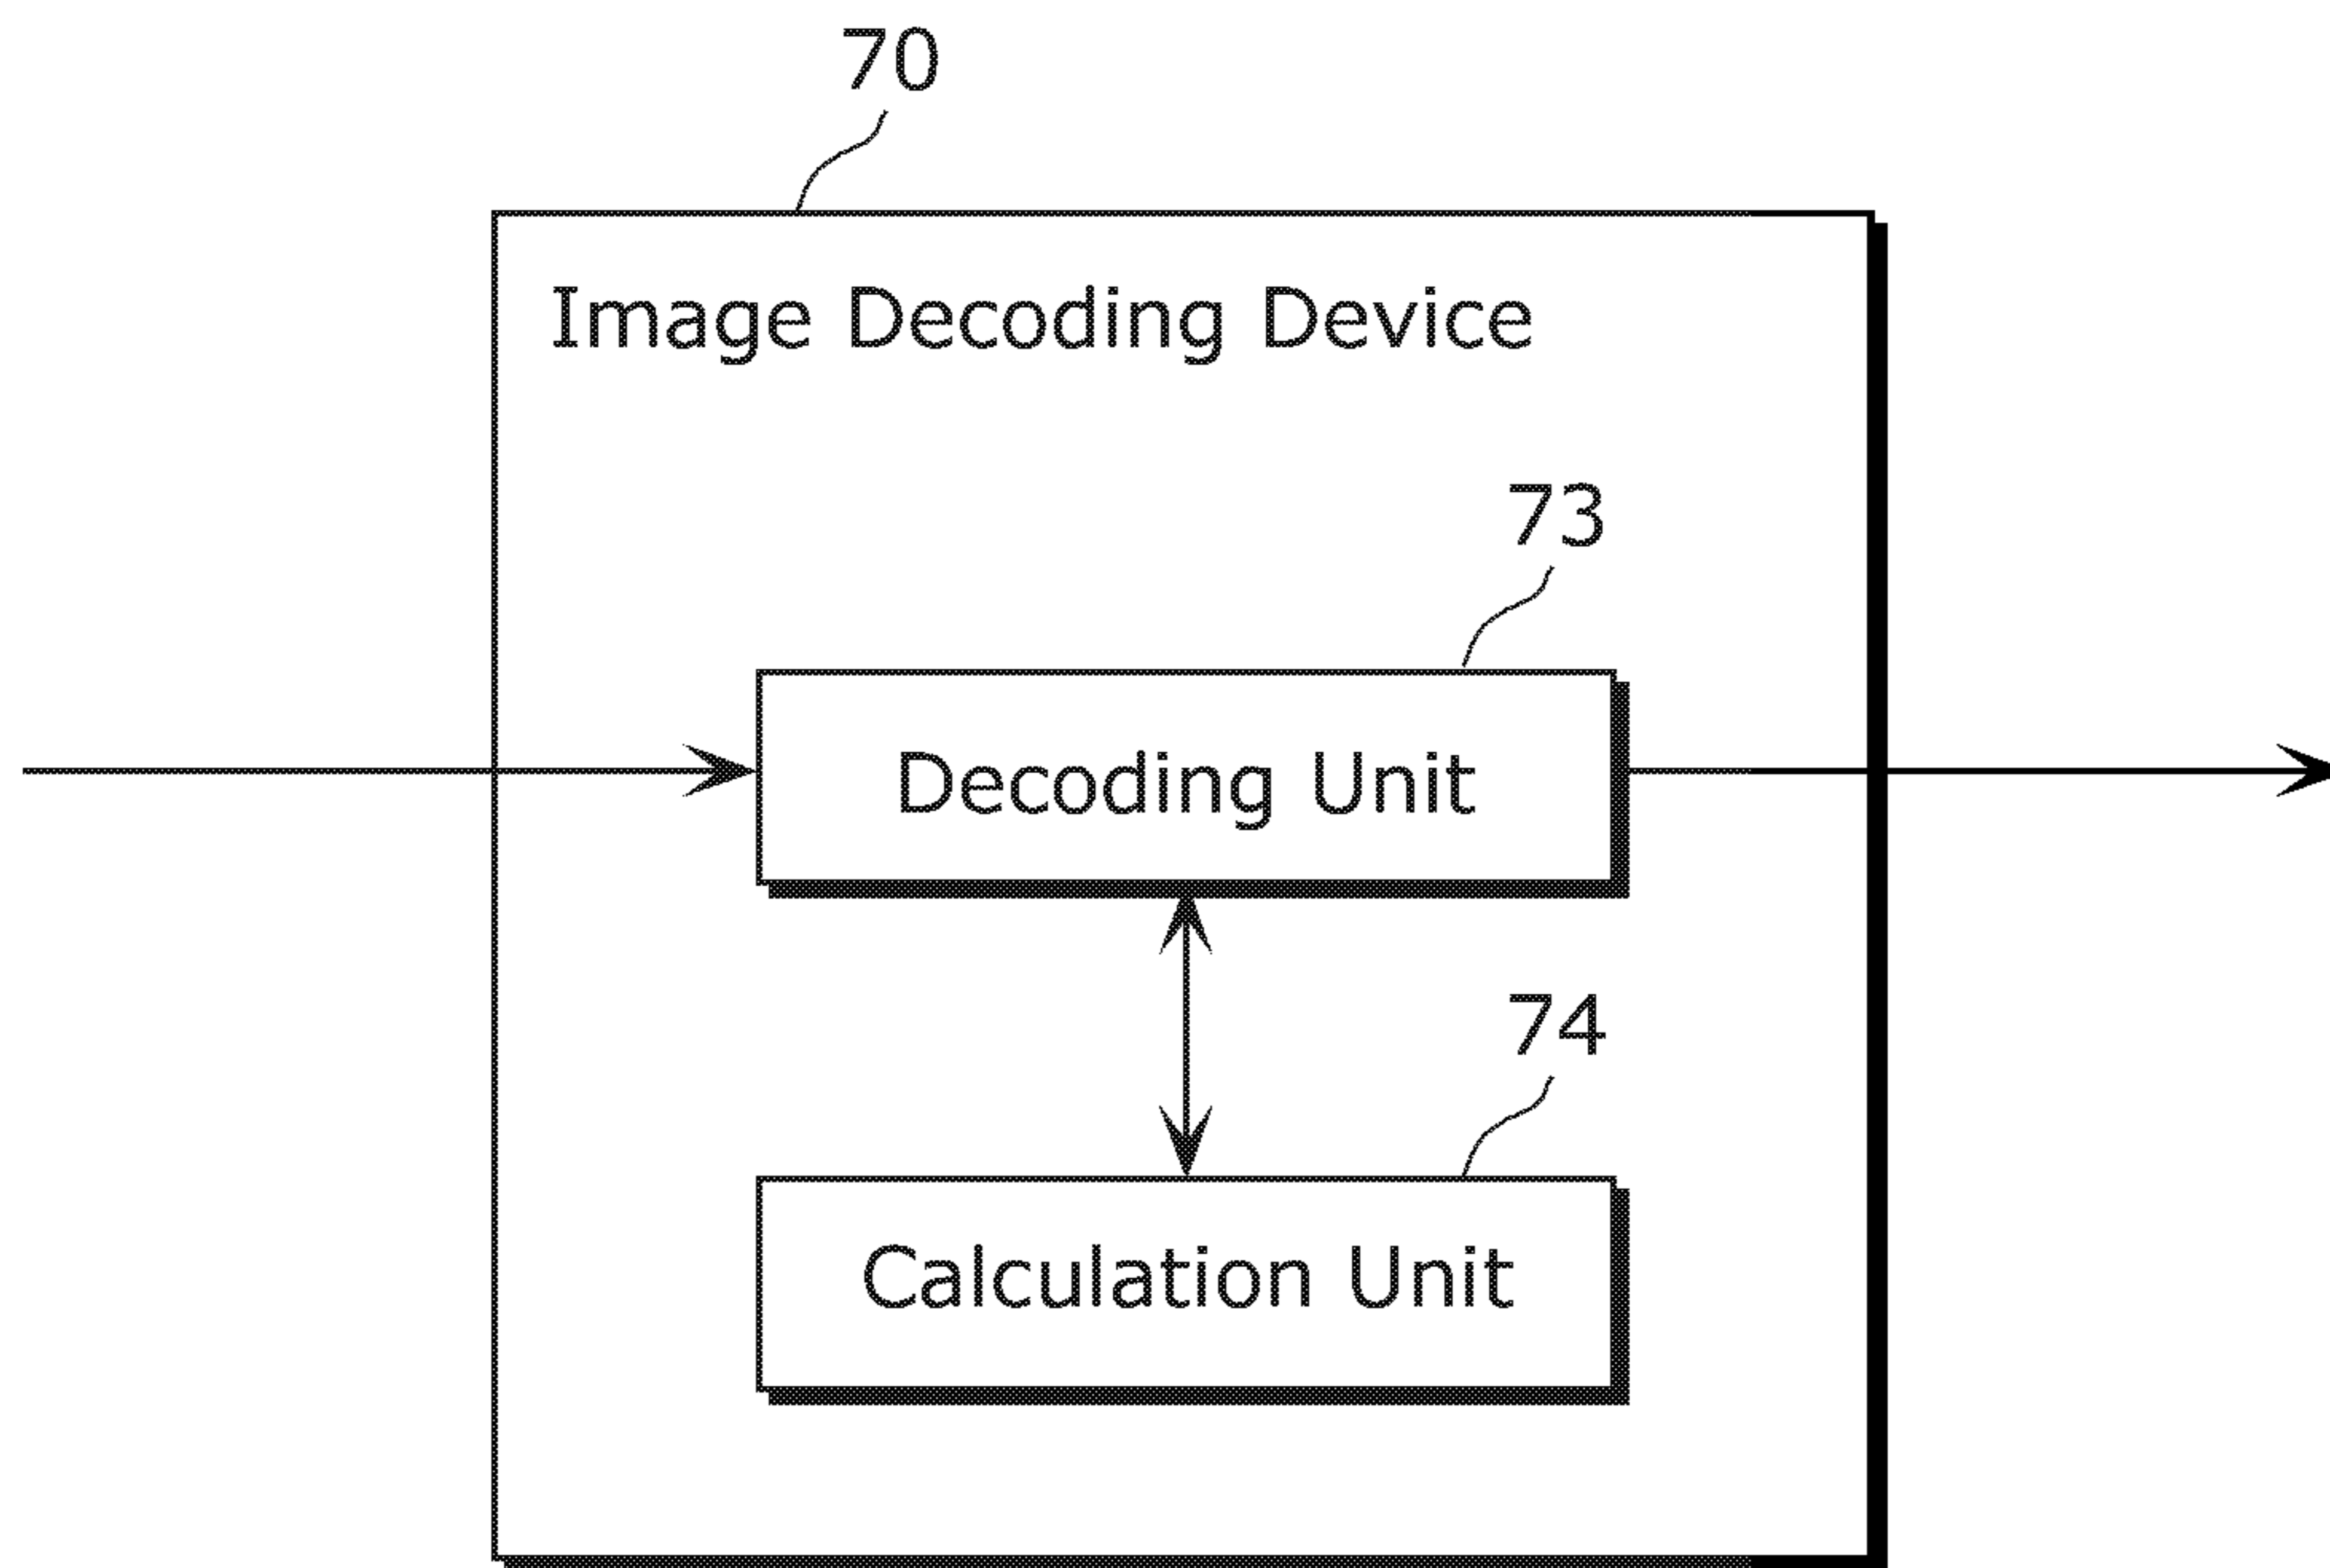 70
Image Decoding Device
73
Decoding Unit
74
Calculation Unit